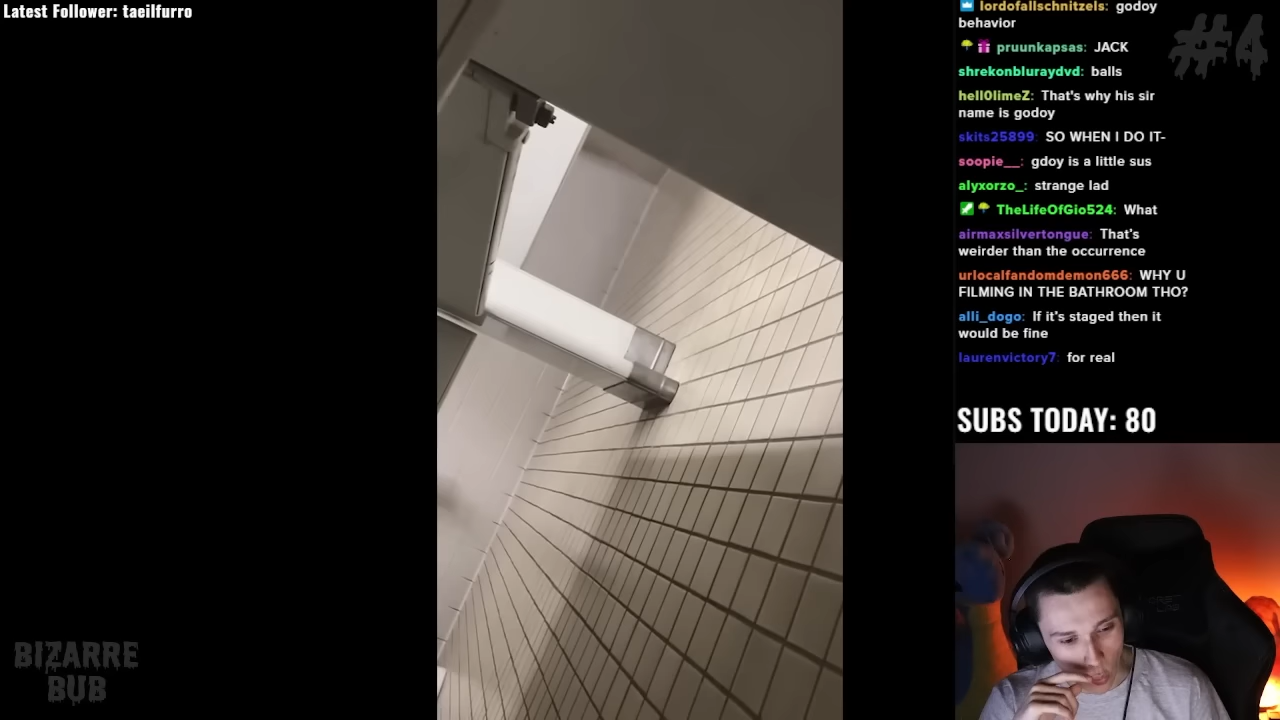 Latest Follower: taeilfurro
lordofallschnitzels: godoy
behavior
pruunkapsas: JACK
shrekonbluraydvd: balls
hell0limeZ: That's why his sir
name is godoy
skits25899: SO WHEN I DO IT-
soopie__: gdoy is a little sus
alyxorzo_: strange lad
TheLifeOfGio524: What
airmaxsilvertongue: That's
weirder than the occurrence
urlocalfandomdemon666: WHY U
FILMING IN THE BATHROOM THO?
alli_dogo: If it's staged then it
would be fine
laurenvictory7: for real
#4
SUBS TODAY: 80
BIZARRE
BUB